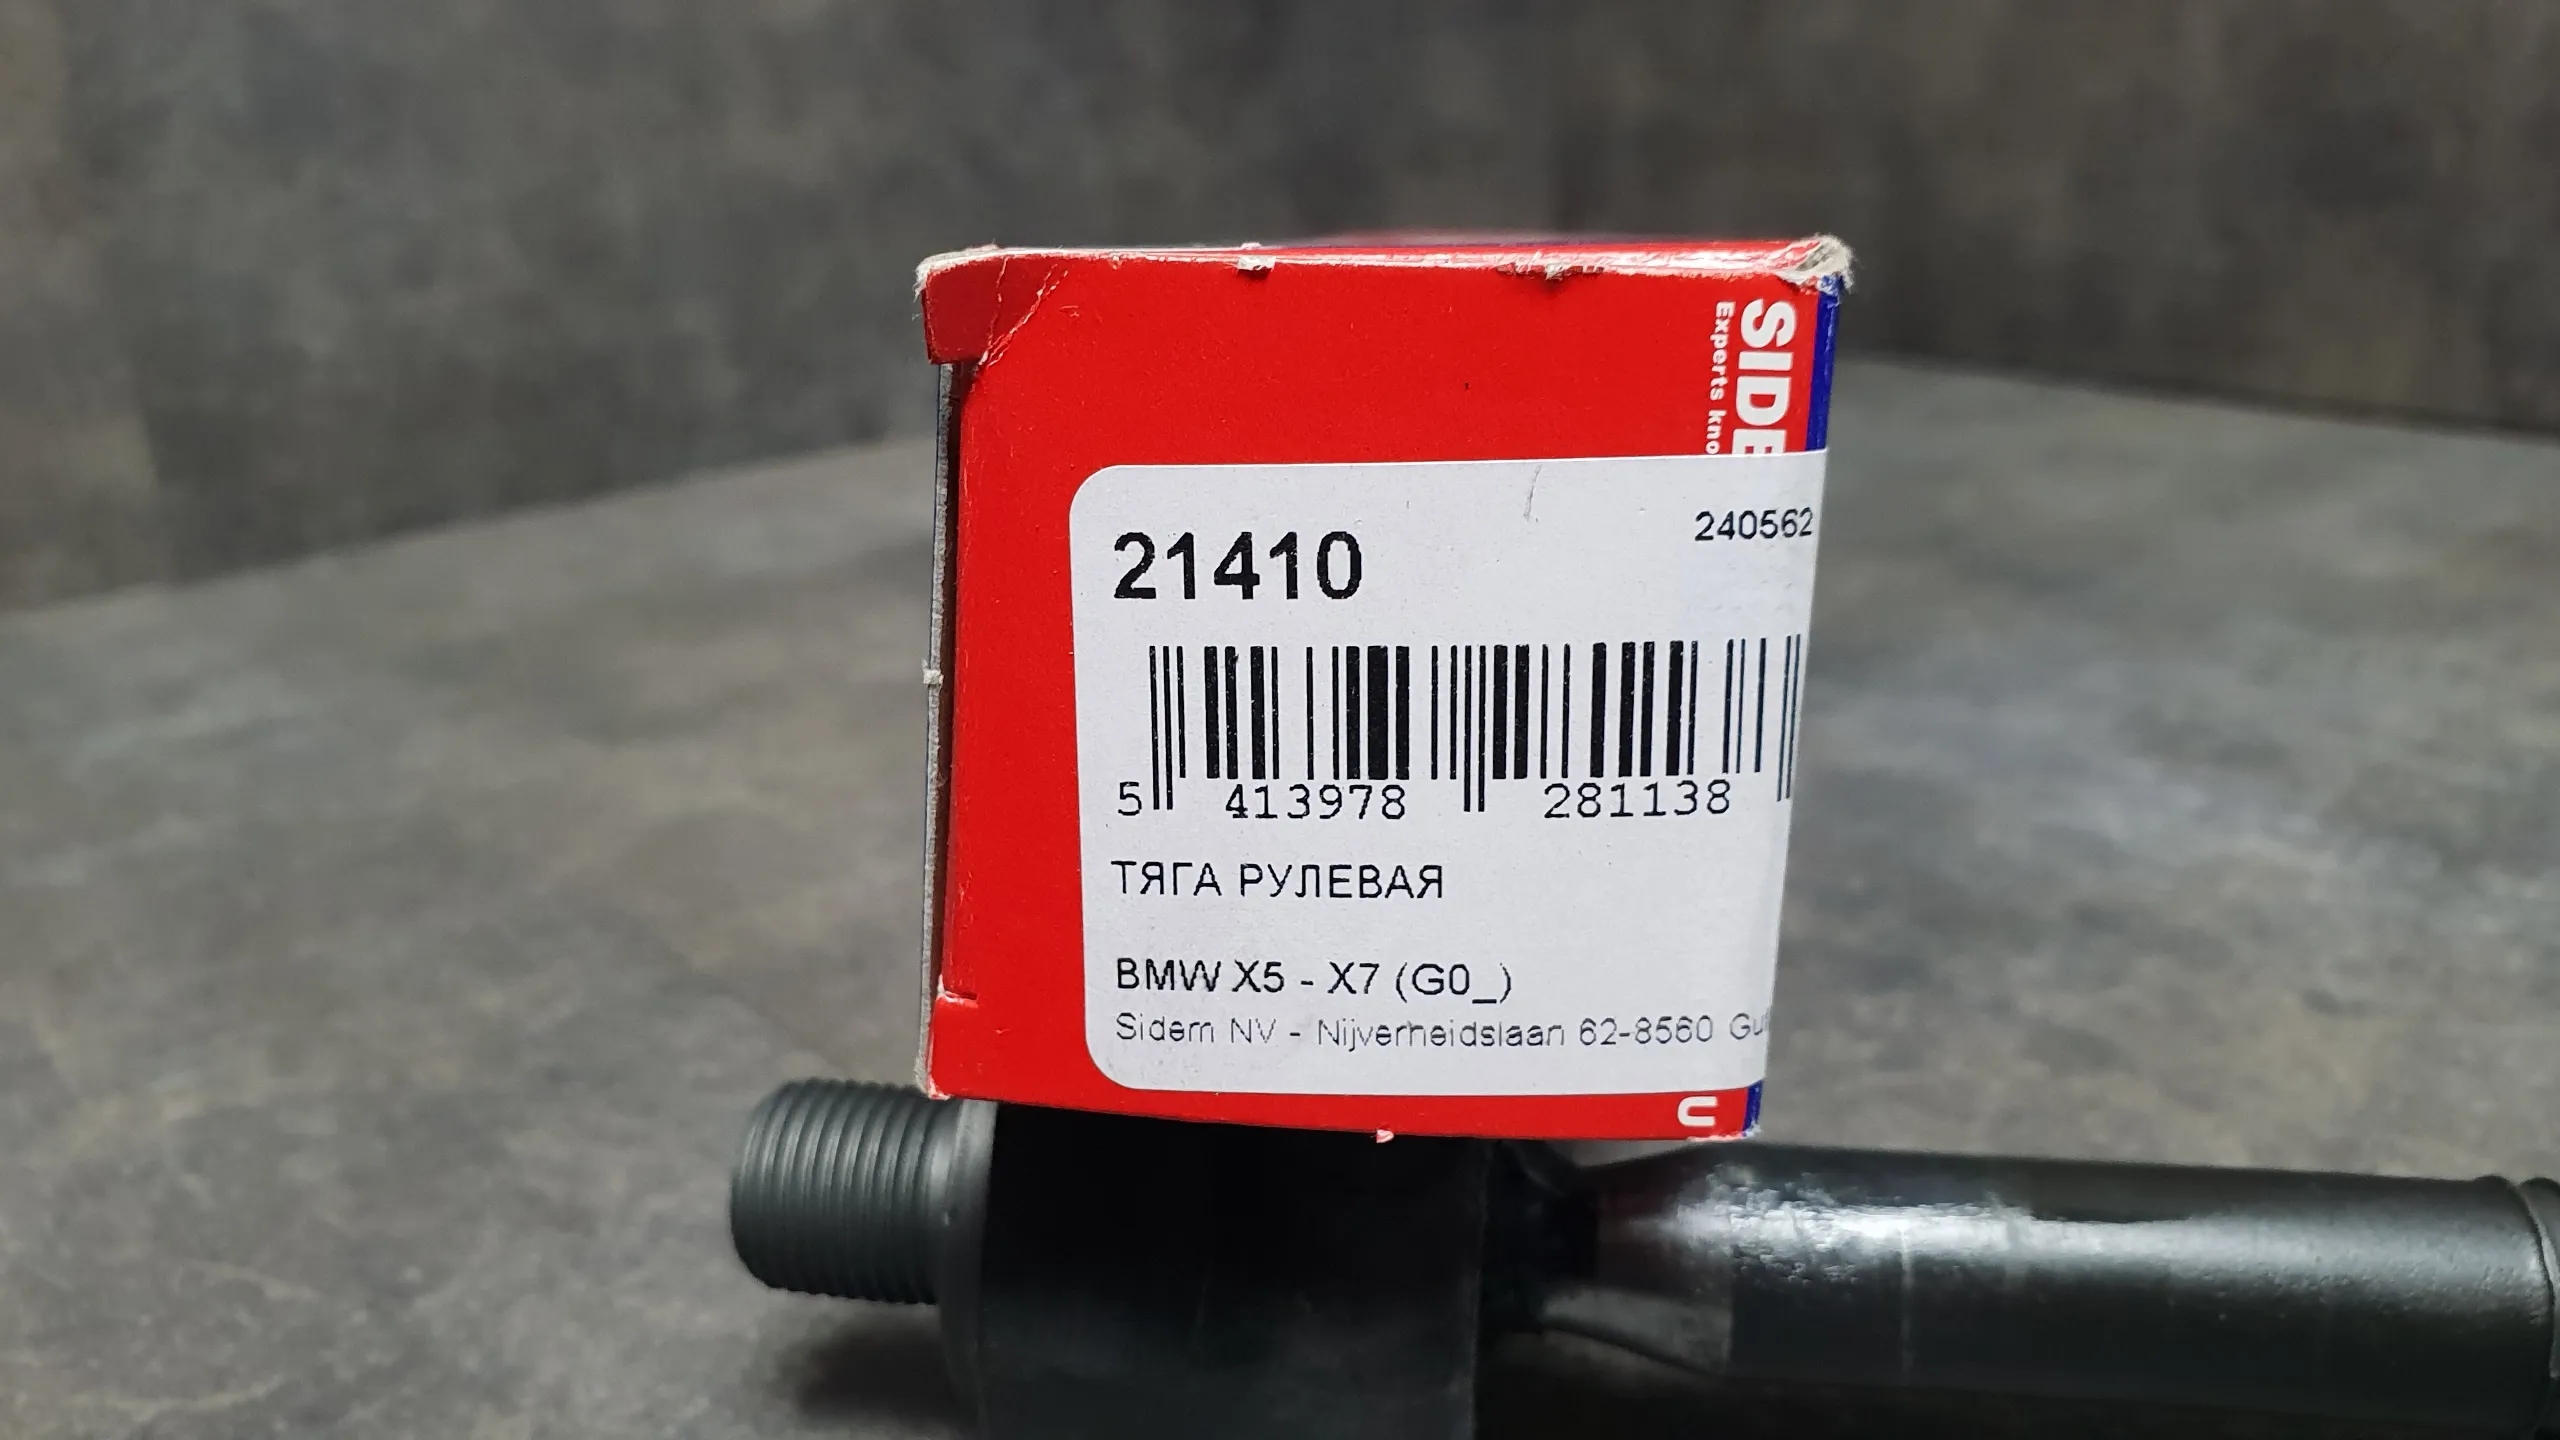 SIDE
Experts kno
21410
240562
5 413978 281138
ТЯГА РУЛЕВАЯ
BMW X5 - X7 (G0_)
Sidem NV - Nijverheidslaan 62-8560 Gu
U